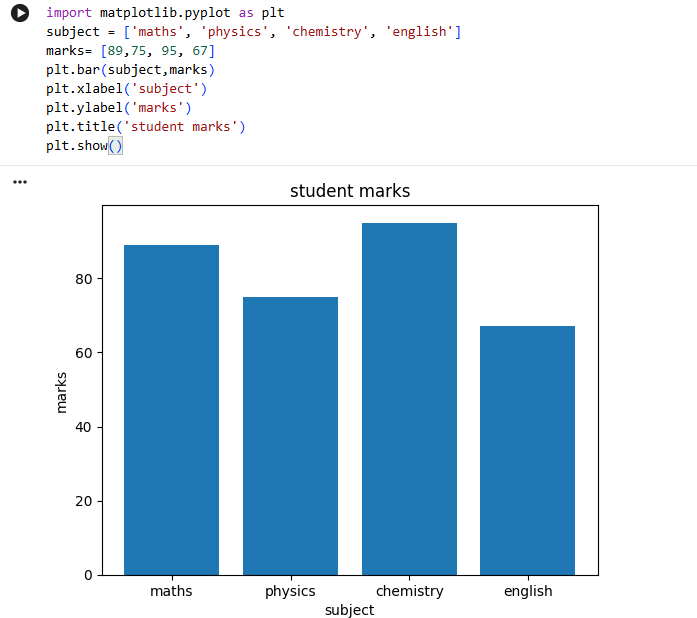 import matplotlib.pyplot as plt
subject = ['maths', 'physics', 'chemistry', 'english']
marks= [89,75, 95, 67]
plt.bar(subject,marks)
plt.xlabel('subject')
plt.ylabel('marks')
plt.title('student marks')
plt.show()
student marks
80
60
marks
40
20
0
maths physics chemistry english
subject